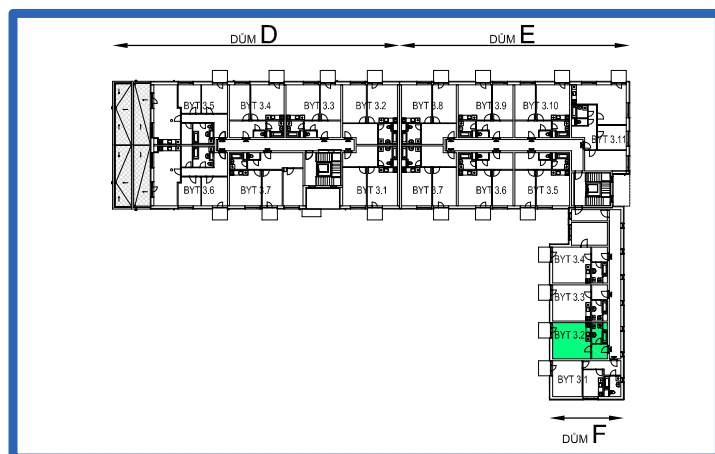 DŮM D
DŮM E
BYT 3.5
BYT 3.4
BYT 3.3
BYT 3.2
BYT 3.8
BYT 3.9
BYT 3.10
BYT 3.11
BYT 3.6
BYT 3.7
BYT 3.1
BYT 3.7
BYT 3.6
BYT 3.5
BYT 3.4
BYT 3.3
BYT 3.2
BYT 3.1
DŮM F